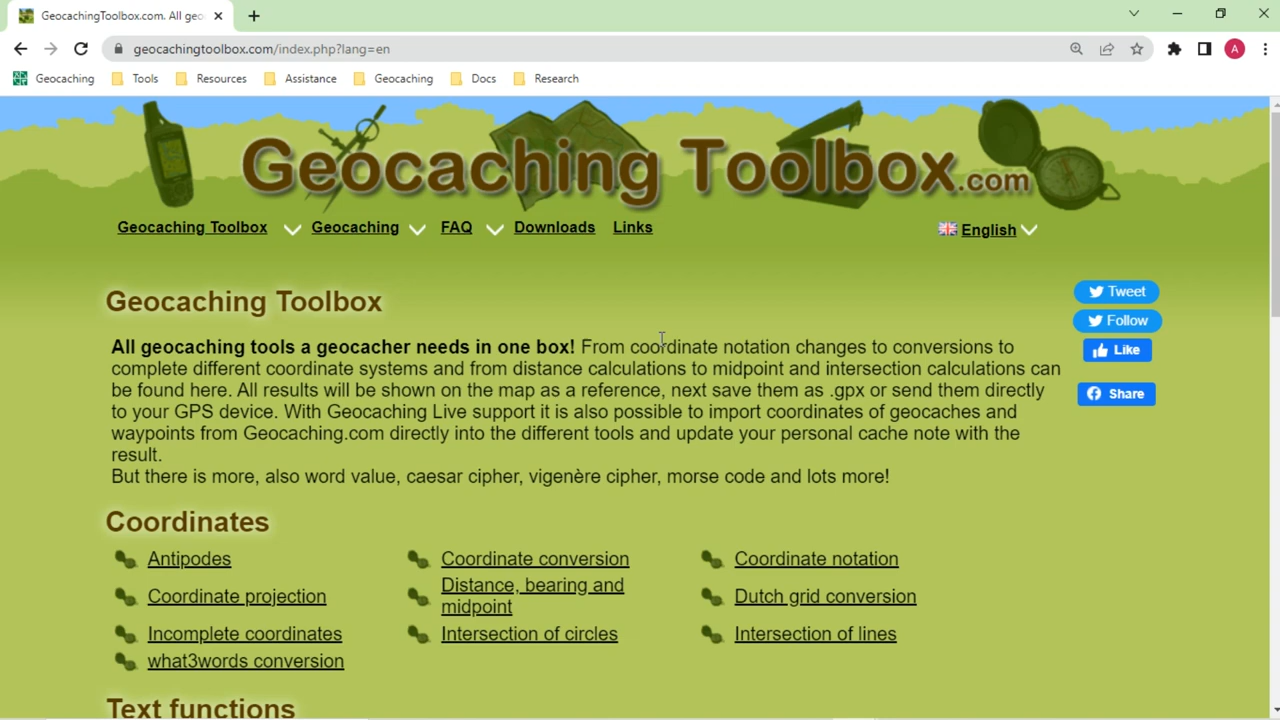 GeocachingToolbox.com. All geo
A
geocachingtoolbox.com/index.php?lang=en
Geocaching Tools Resources Assistance Geocaching Docs Research
Geocaching Toolbox.com
Geocaching Toolbox Geocaching FAQ Downloads Links English
Tweet
Follow
Like
Share
Geocaching Toolbox
All geocaching tools a geocacher needs in one box! From coordinate notation changes to conversions to
complete different coordinate systems and from distance calculations to midpoint and intersection calculations can
be found here. All results will be shown on the map as a reference, next save them as .gpx or send them directly
to your GPS device. With Geocaching Live support it is also possible to import coordinates of geocaches and
waypoints from Geocaching.com directly into the different tools and update your personal cache note with the
result.
But there is more, also word value, caesar cipher, vigenère cipher, morse code and lots more!
Coordinates
Antipodes Coordinate conversion Coordinate notation
Coordinate projection Distance, bearing and
midpoint Dutch grid conversion
Incomplete coordinates Intersection of circles Intersection of lines
what3words conversion
Text functions